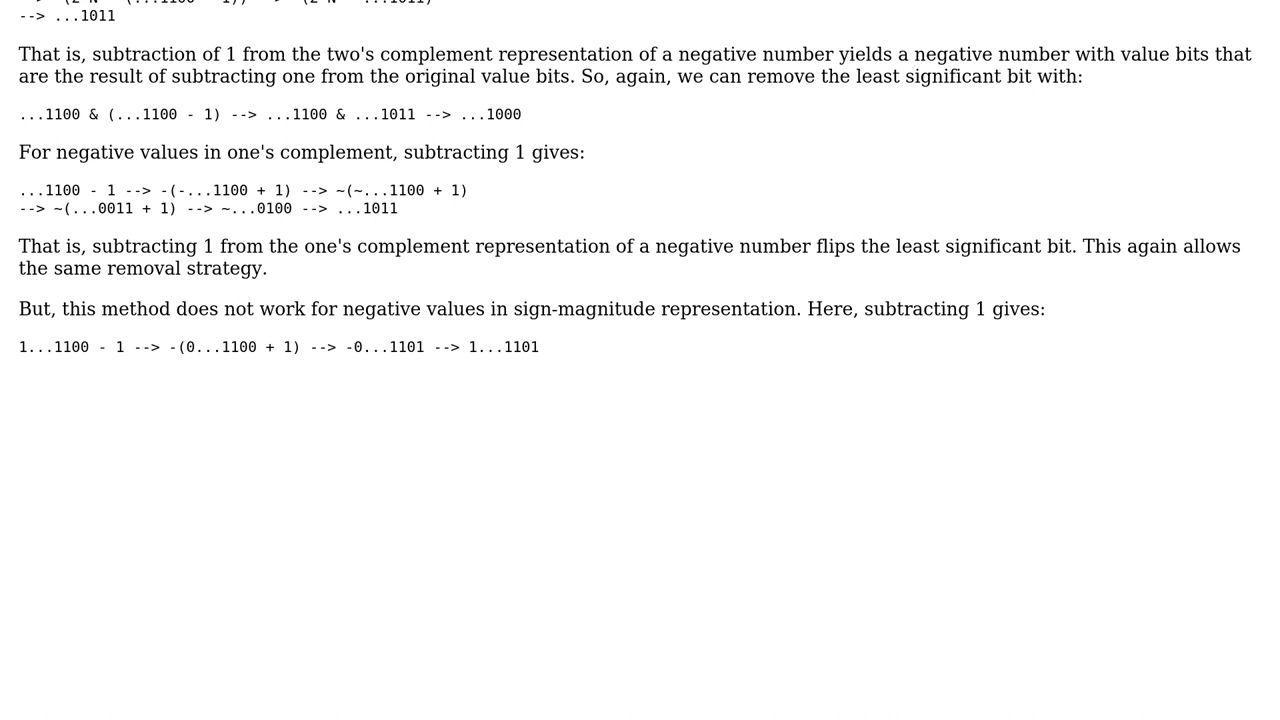 --> ...1011
That is, subtraction of 1 from the two's complement representation of a negative number yields a negative number with value bits that
are the result of subtracting one from the original value bits. So, again, we can remove the least significant bit with:
...1100 & (...1100 - 1) --> ...1100 & ...1011 --> ...1000
For negative values in one's complement, subtracting 1 gives:
...1100 - 1 --> -(-...1100 + 1) --> ~(~...1100 + 1)
--> ~(...0011 + 1) --> ~...0100 --> ...1011
That is, subtracting 1 from the one's complement representation of a negative number flips the least significant bit. This again allows
the same removal strategy.
But, this method does not work for negative values in sign-magnitude representation. Here, subtracting 1 gives:
1...1100 - 1 --> -(0...1100 + 1) --> -0...1101 --> 1...1101